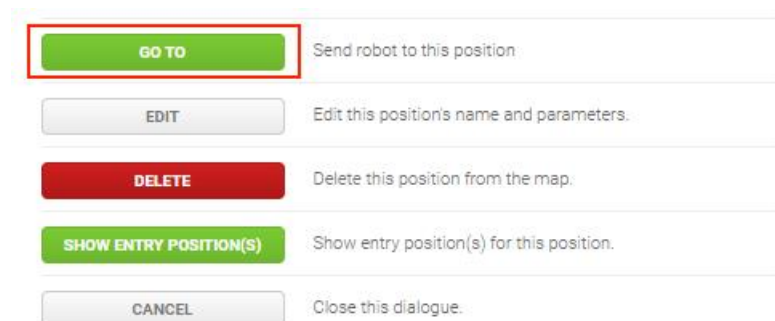 GO TO Send robot to this position
EDIT Edit this position's name and parameters.
DELETE Delete this position from the map.
SHOW ENTRY POSITION(S) Show entry position(s) for this position.
CANCEL Close this dialogue.